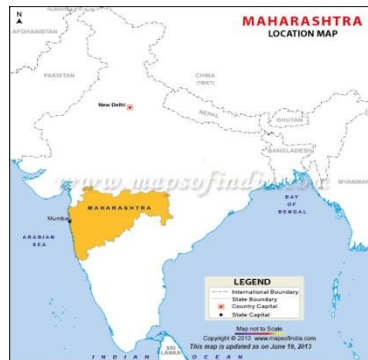 MAHARASHTRA
LOCATION MAP
N
TURKMENISTAN
AFGHANISTAN
PAKISTAN
CHINA
(TIBET)
New Delhi
NEPAL
BHUTAN
BANGLADESH
MYANMAR
www.mapsofindia.com
MAHARASHTRA
Mumbai
ARABIAN
SEA
BAY
OF
BENGAL
LEGEND
International Boundary
State Boundary
Country Capital
State Capital
Map not to Scale
Copyright © 2013 www.mapsofindia.com
This map is updated as on June 19, 2013
SRI
LANKA
INDIAN OCEAN